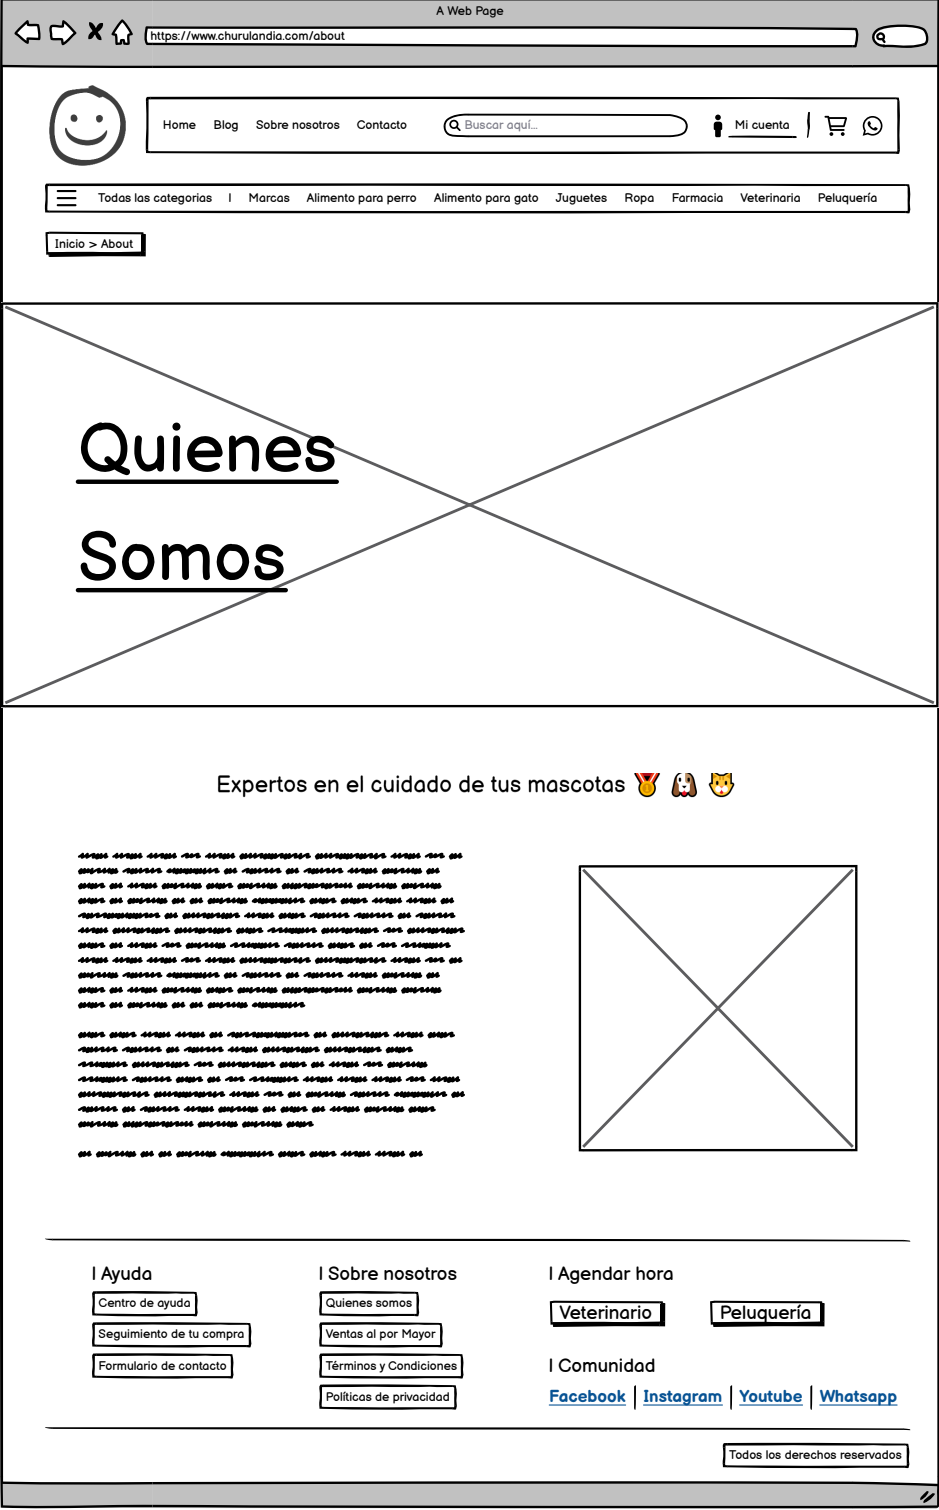 A Web Page
https://www.churulandia.com/about
Home Blog Sobre nosotros Contacto Buscar aquí... Mi cuenta
Todas las categorias | Marcas Alimento para perro Alimento para gato Juguetes Ropa Farmacia Veterinaria Peluquería
Inicio > About
Quienes
Somos
Expertos en el cuidado de tus mascotas 🏅 🐶 🐱
| Ayuda
Centro de ayuda
Seguimiento de tu compra
Formulario de contacto
| Sobre nosotros
Quienes somos
Ventas al por Mayor
Términos y Condiciones
Políticas de privacidad
| Agendar hora
Veterinario Peluquería
| Comunidad
Facebook | Instagram | Youtube | Whatsapp
Todos los derechos reservados